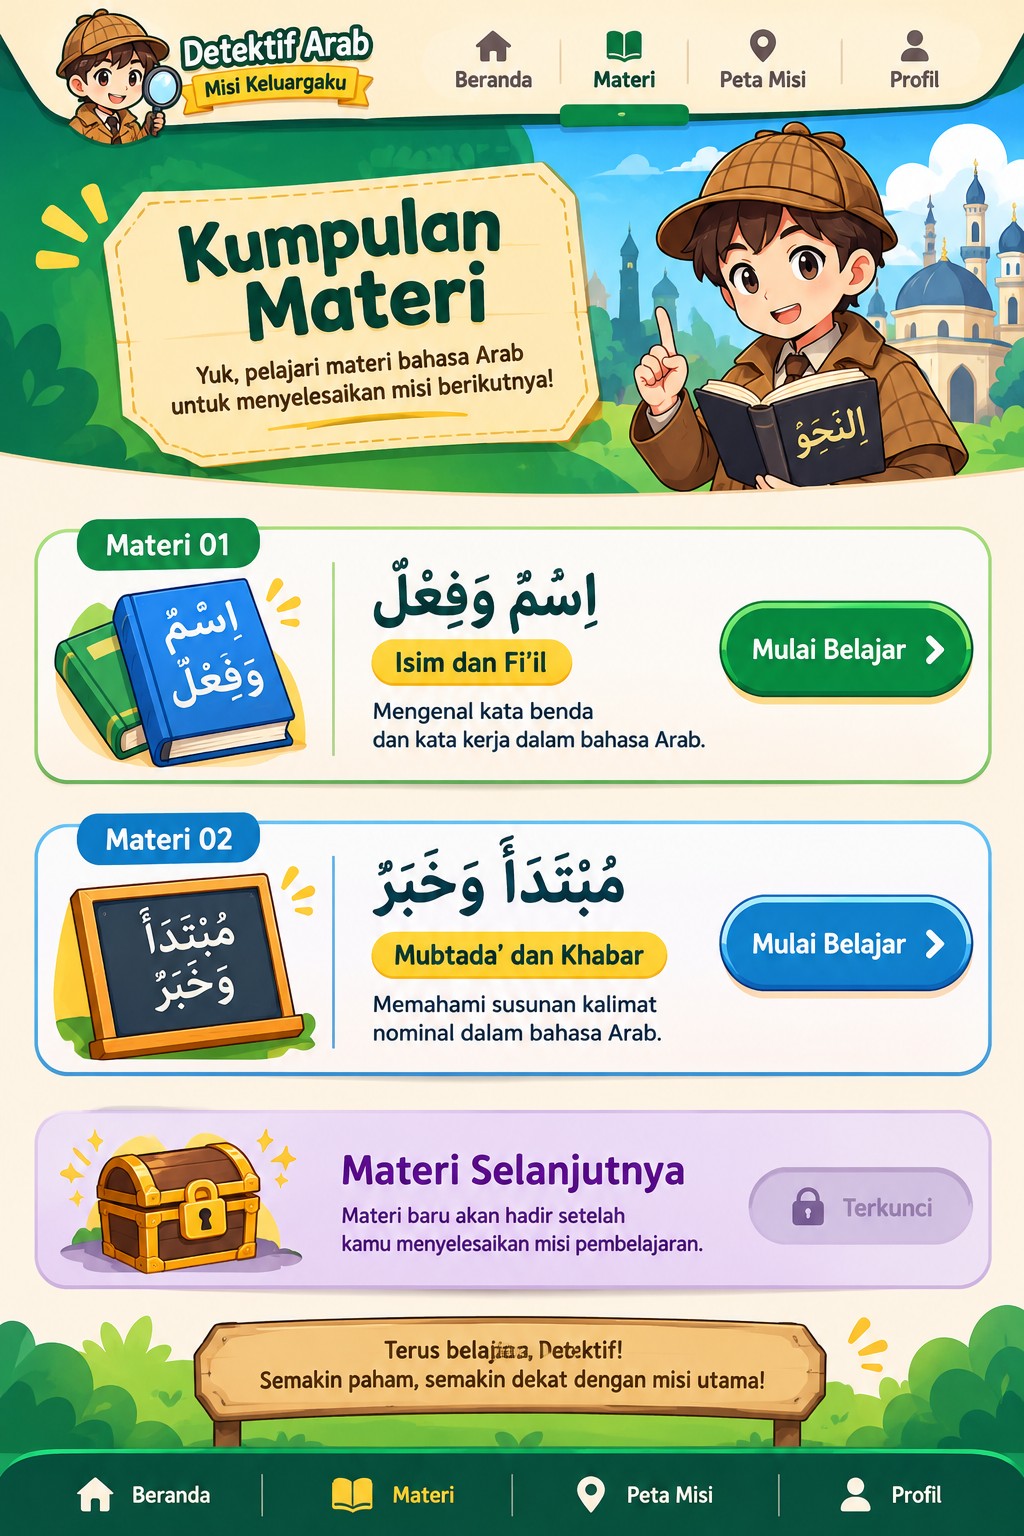 Detektif Arab
Misi Keluargaku
Beranda
Materi
Peta Misi
Profil
Kumpulan
Materi
Yuk, pelajari materi bahasa Arab
untuk menyelesaikan misi berikutnya!
اِلنَحَوِ
Materi 01
اِسْمٌ
وَفَعْلٌ
اِسُمٌ وَفِعْلٌ
Isim dan Fi'il
Mengenal kata benda
dan kata kerja dalam bahasa Arab.
Mulai Belajar
Materi 02
مُبْتَدَأَ
وَخَبَرٌ
مُبْتَدَأَ وَخَبَرٌ
Mubtada' dan Khabar
Memahami susunan kalimat
nominal dalam bahasa Arab.
Mulai Belajar
Materi Selanjutnya
Materi baru akan hadir setelah
kamu menyelesaikan misi pembelajaran.
Terkunci
Terus
Semakin paham, semakin dekat dengan misi utama!
Beranda
Materi
Peta Misi
Profil